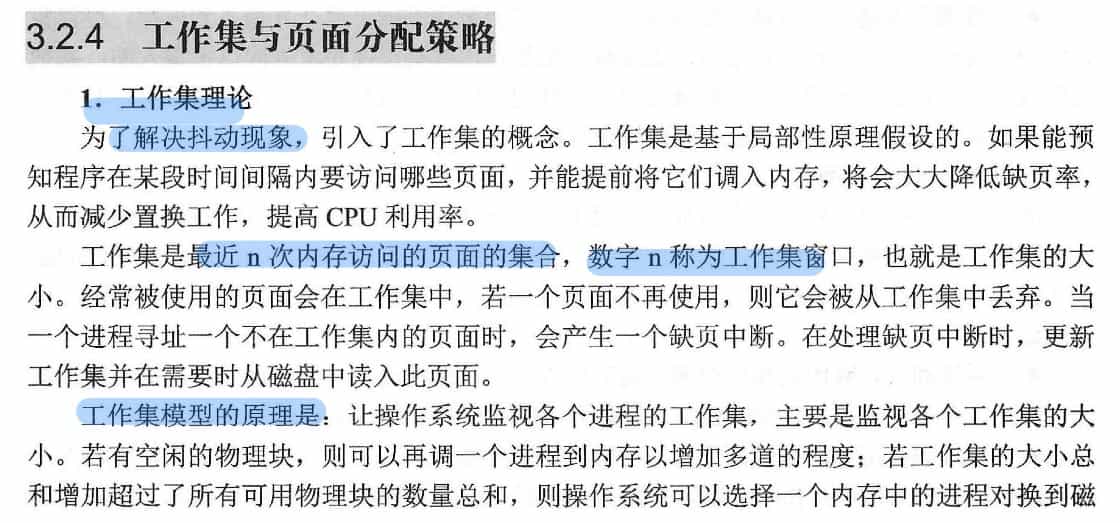 3.2.4 工作集与页面分配策略
1. 工作集理论
为了解决抖动现象，引入了工作集的概念。工作集是基于局部性原理假设的。如果能预
知程序在某段时间间隔内要访问哪些页面，并能提前将它们调入内存，将会大大降低缺页率，
从而减少置换工作，提高 CPU 利用率。
工作集是最近 n 次内存访问的页面的集合，数字 n 称为工作集窗口，也就是工作集的大
小。经常被使用的页面会在工作集中，若一个页面不再使用，则它会被从工作集中丢弃。当
一个进程寻址一个不在工作集内的页面时，会产生一个缺页中断。在处理缺页中断时，更新
工作集并在需要时从磁盘中读入此页面。
工作集模型的原理是：让操作系统监视各个进程的工作集，主要是监视各个工作集的大
小。若有空闲的物理块，则可以再调一个进程到内存以增加多道的程度；若工作集的大小总
和增加超过了所有可用物理块的数量总和，则操作系统可以选择一个内存中的进程对换到磁